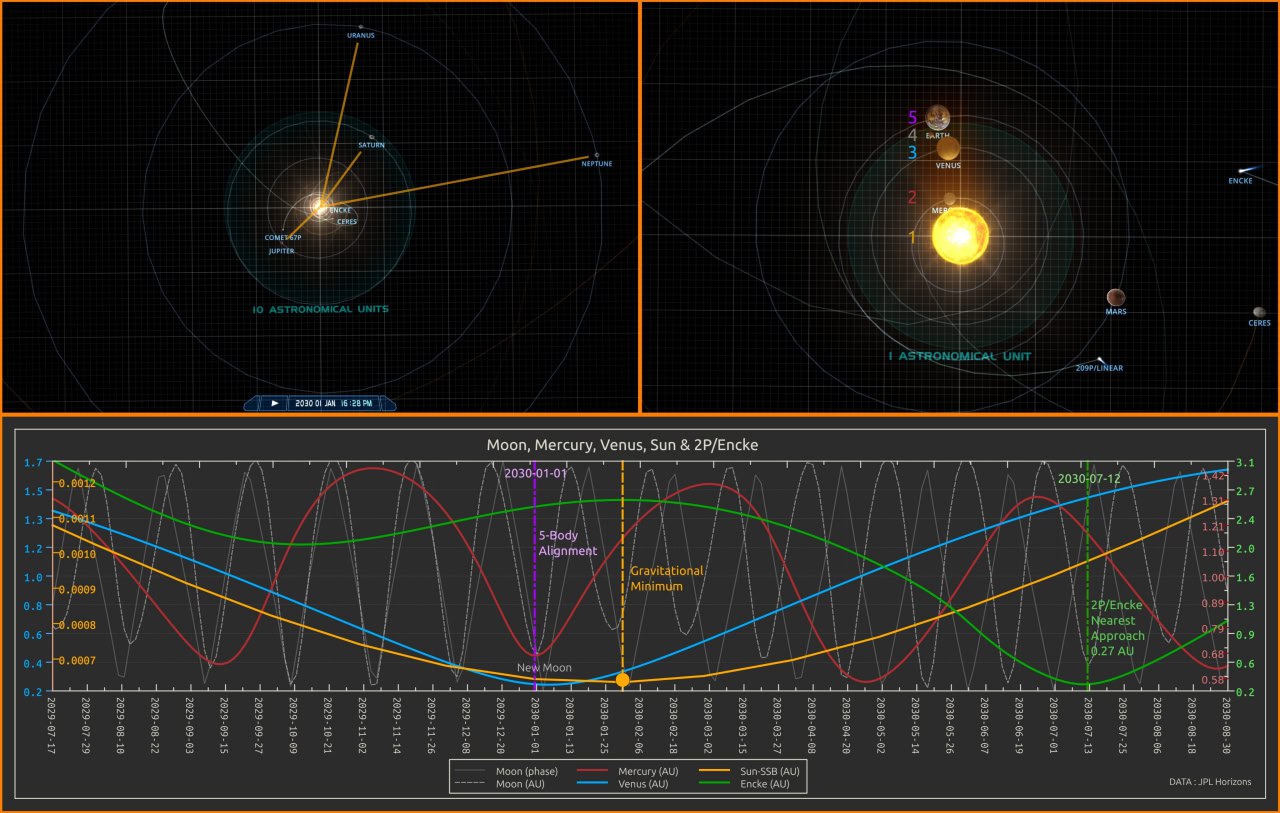 URANUS
SATURN
NEPTUNE
ENCKE
CERES
COMET 67P
JUPITER
10 ASTRONOMICAL UNITS
2030 01 JAN 16:28 PM
5
EARTH
4
3
VENUS
2
MERC
1
ENCKE
MARS
CERES
209P/LINEAR
1 ASTRONOMICAL UNIT
Moon, Mercury, Venus, Sun & 2P/Encke
1.7
1.5
1.3
1.2
1.0
0.8
0.6
0.4
0.2
0.0012
0.0011
0.0010
0.0009
0.0008
0.0007
2030-01-01
5-Body
Alignment
New Moon
Gravitational
Minimum
2030-07-12
2P/Encke
Nearest
Approach
0.27 AU
1.42
1.31
1.21
1.10
1.00
0.89
0.79
0.68
0.58
3.1
2.7
2.4
2.0
1.6
1.3
0.9
0.6
0.2
2029-07-17
2029-07-29
2029-08-10
2029-08-22
2029-09-03
2029-09-15
2029-09-27
2029-10-09
2029-10-21
2029-11-02
2029-11-14
2029-11-26
2029-12-08
2029-12-20
2030-01-01
2030-01-13
2030-01-25
2030-02-06
2030-02-18
2030-03-02
2030-03-15
2030-03-27
2030-04-08
2030-04-20
2030-05-02
2030-05-14
2030-05-26
2030-06-07
2030-06-19
2030-07-01
2030-07-13
2030-07-25
2030-08-06
2030-08-18
2030-08-30
Moon (phase)
Moon (AU)
Mercury (AU)
Venus (AU)
Sun-SSB (AU)
Encke (AU)
DATA : JPL Horizons